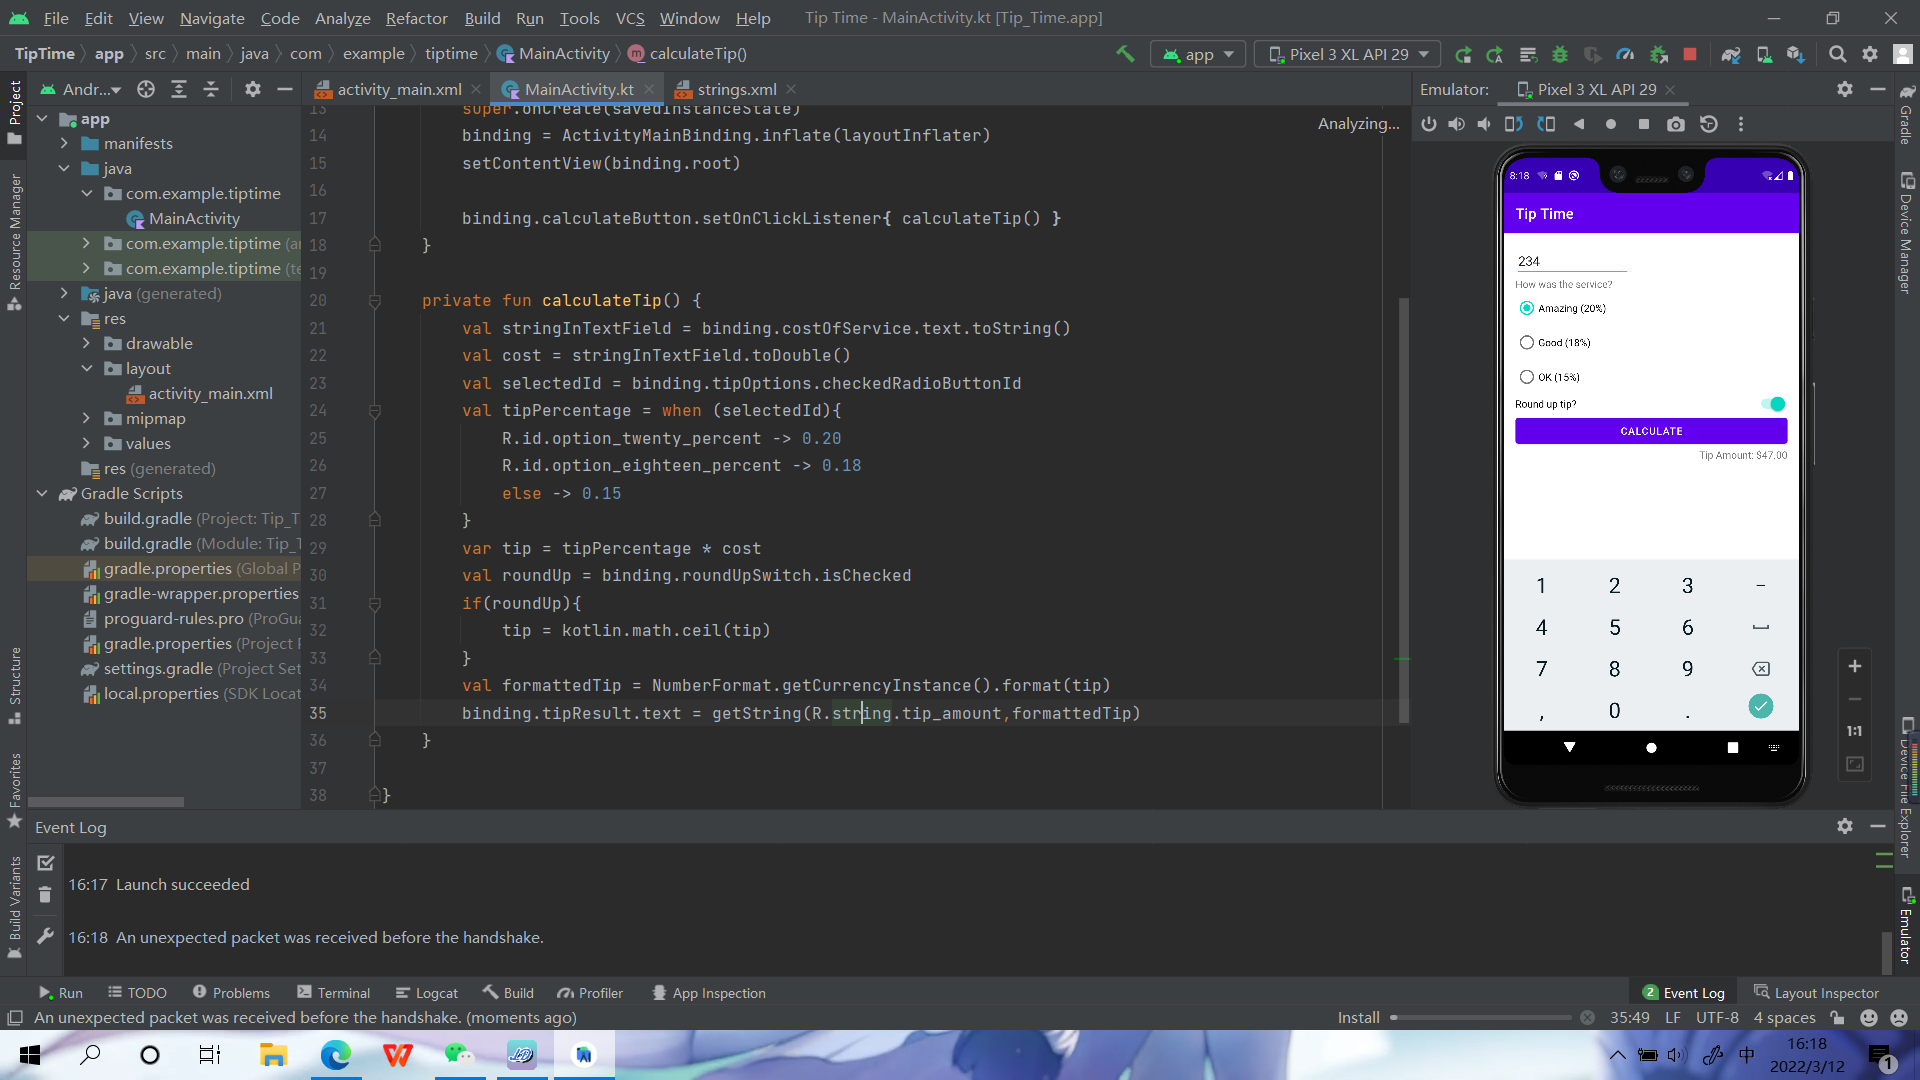 File Edit View Navigate Code Analyze Refactor Build Run Tools VCS Window Help Tip Time - MainActivity.kt [Tip_Time.app]
TipTime app src main java com example tiptime MainActivity calculateTip() app Pixel 3 XL API 29
Andr... activity_main.xml MainActivity.kt strings.xml Emulator: Pixel 3 XL API 29
Project
Resource Manager
Structure
Favorites
Build Variants
app
manifests
java
com.example.tiptime
MainActivity
com.example.tiptime (a
com.example.tiptime (te
java (generated)
res
drawable
layout
activity_main.xml
mipmap
values
res (generated)
Gradle Scripts
build.gradle (Project: Tip_T
build.gradle (Module: Tip_T
gradle.properties (Global P
gradle-wrapper.properties
proguard-rules.pro (ProGua
gradle.properties (Project P
settings.gradle (Project Set
local.properties (SDK Locat
Analyzing...
13 super.onCreate(savedInstanceState)
14 binding = ActivityMainBinding.inflate(layoutInflater)
15 setContentView(binding.root)
16
17 binding.calculateButton.setOnClickListener{ calculateTip() }
18 }
19
20 private fun calculateTip() {
21 val stringInTextField = binding.costOfService.text.toString()
22 val cost = stringInTextField.toDouble()
23 val selectedId = binding.tipOptions.checkedRadioButtonId
24 val tipPercentage = when (selectedId){
25 R.id.option_twenty_percent -> 0.20
26 R.id.option_eighteen_percent -> 0.18
27 else -> 0.15
28 }
29 var tip = tipPercentage * cost
30 val roundUp = binding.roundUpSwitch.isChecked
31 if(roundUp){
32 tip = kotlin.math.ceil(tip)
33 }
34 val formattedTip = NumberFormat.getCurrencyInstance().format(tip)
35 binding.tipResult.text = getString(R.string.tip_amount,formattedTip)
36 }
37
38 }
8:18
Tip Time
234
How was the service?
Amazing (20%)
Good (18%)
OK (15%)
Round up tip?
CALCULATE
Tip Amount: $47.00
1 2 3 -
4 5 6
7 8 9
, 0 .
1:1
Gradle
Device Manager
Device File Explorer
Emulator
Event Log
16:17 Launch succeeded
16:18 An unexpected packet was received before the handshake.
Run TODO Problems Terminal Logcat Build Profiler App Inspection 2 Event Log Layout Inspector
An unexpected packet was received before the handshake. (moments ago) Install 35:49 LF UTF-8 4 spaces
中 16:18
2022/3/12 1